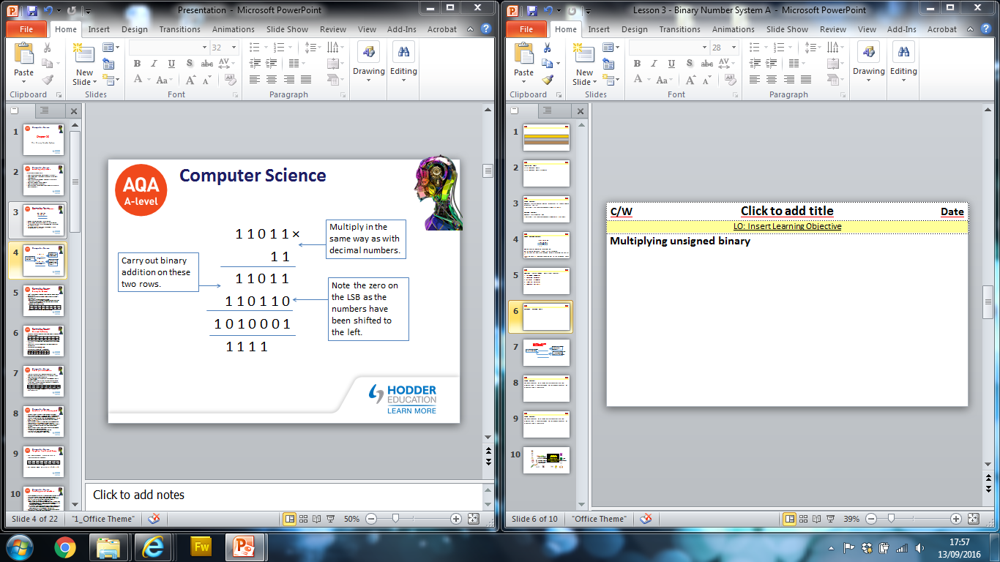 Presentation - Microsoft PowerPoint
File Home Insert Design Transitions Animations Slide Show Review View Add-Ins Acrobat
32
Paste
New
Slide
B I U S abc AV
A Aa A A
Drawing
Editing
Clipboard Slides Font Paragraph
1
2
3
4
5
6
7
8
9
10
AQA
A-level
Computer Science
1 1 0 1 1 ×
1 1
1 1 0 1 1
1 1 0 1 1 0
1 0 1 0 0 0 1
1 1 1 1
Multiply in the
same way as with
decimal numbers.
Carry out binary
addition on these
two rows.
Note the zero on
the LSB as the
numbers have
been shifted to
the left.
HODDER
EDUCATION
LEARN MORE
Click to add notes
Slide 4 of 22 "1_Office Theme" 50%
Lesson 3 - Binary Number System A - Microsoft PowerPoint
File Home Insert Design Transitions Animations Slide Show Review View Add-Ins Acrobat
28
Paste
New
Slide
B I U S abc AV
A Aa A A
Drawing
Editing
Clipboard Slides Font Paragraph
1
2
3
4
5
6
7
8
9
10
C/W Click to add title Date
LO: Insert Learning Objective
Multiplying unsigned binary
Slide 6 of 10 "Office Theme" 39%
Fw
17:57
13/09/2016